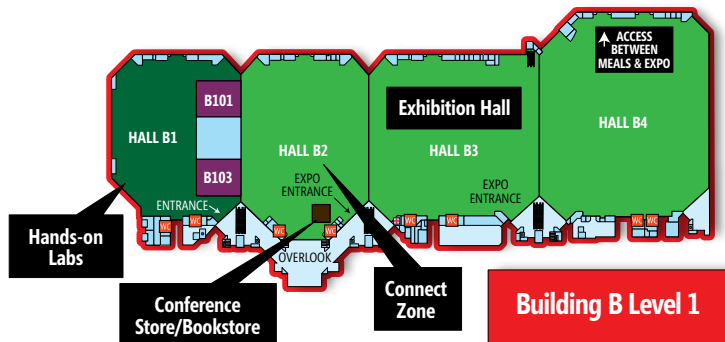 ACCESS
BETWEEN
MEALS & EXPO
B101
Exhibition Hall
HALL B1
HALL B2
HALL B3
HALL B4
B103
EXPO
ENTRANCE
EXPO
ENTRANCE
ENTRANCE
WC
WC
WC
WC
WC
WC
WC
WC
Hands-on
Labs
OVERLOOK
Conference
Store/Bookstore
Connect
Zone
Building B Level 1